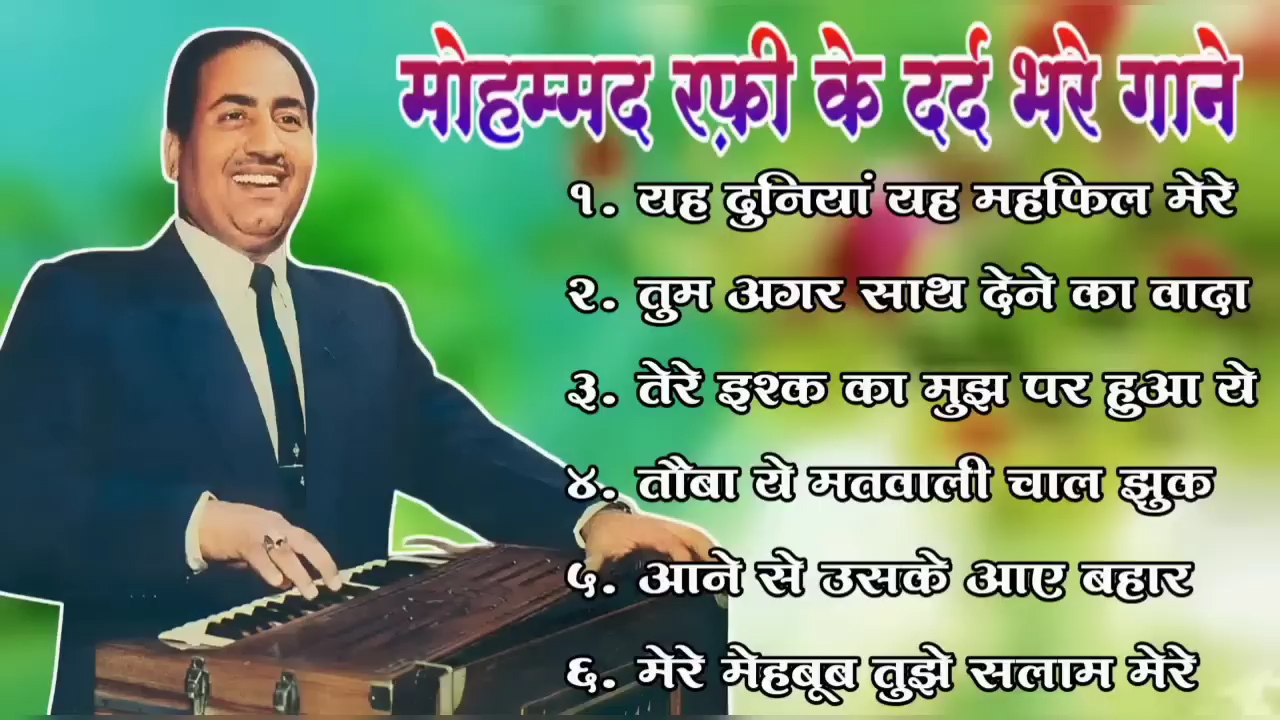 मोहम्मद रफ़ी के दर्द भरे गाने
१. यह दुनियां यह महफिल मेरे
२. तुम अगर साथ देने का वादा
३. तेरे इश्क का मुझ पर हुआ ये
४. तौबा ये मतवाली चाल झुक
५. आने से उसके आए बहार
६. मेरे मेहबूब तुझे सलाम मेरे